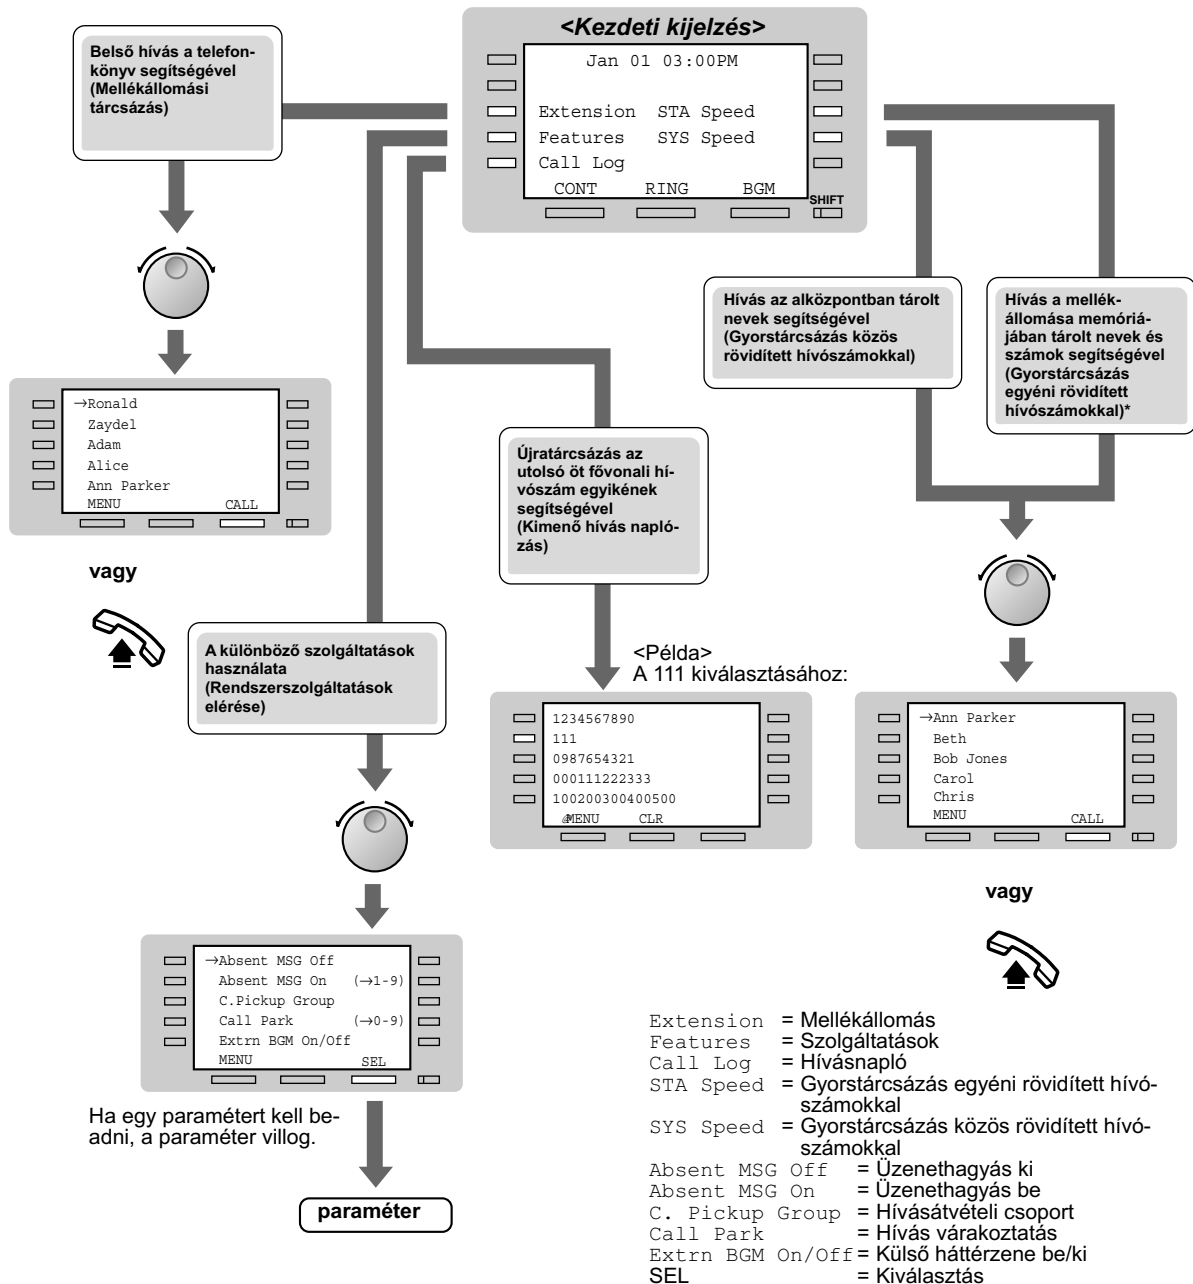 <Kezdeti kijelzés>
Jan 01 03:00PM
Extension STA Speed
Features SYS Speed
Call Log
CONT RING BGM
SHIFT
Belső hívás a telefon-
könyv segítségével
(Mellékállomási
tárcsázás)
→Ronald
Zaydel
Adam
Alice
Ann Parker
MENU CALL
vagy
A különböző szolgáltatások
használata
(Rendszerszolgáltatások
elérése)
→Absent MSG Off
Absent MSG On (→1-9)
C.Pickup Group
Call Park (→0-9)
Extrn BGM On/Off
MENU SEL
Ha egy paramétert kell be-
adni, a paraméter villog.
paraméter
Újratárcsázás az
utolsó öt fővonali hí-
vószám egyikének
segítségével
(Kimenő hívás napló-
zás)
<Példa>
A 111 kiválasztásához:
1234567890
111
0987654321
000111222333
100200300400500
MENU CLR
Hívás az alközpontban tárolt
nevek segítségével
(Gyorstárcsázás közös
rövidített hívószámokkal)
Hívás a mellék-
állomása memóriá-
jában tárolt nevek és
számok segítségével
(Gyorstárcsázás
egyéni rövidített
hívószámokkal)*
→Ann Parker
Beth
Bob Jones
Carol
Chris
MENU CALL
vagy
Extension = Mellékállomás
Features = Szolgáltatások
Call Log = Hívásnapló
STA Speed = Gyorstárcsázás egyéni rövidített hívó-
számokkal
SYS Speed = Gyorstárcsázás közös rövidített hívó-
számokkal
Absent MSG Off = Üzenethagyás ki
Absent MSG On = Üzenethagyás be
C. Pickup Group = Hívásátvételi csoport
Call Park = Hívás várakoztatás
Extrn BGM On/Off = Külső háttérzene be/ki
SEL = Kiválasztás